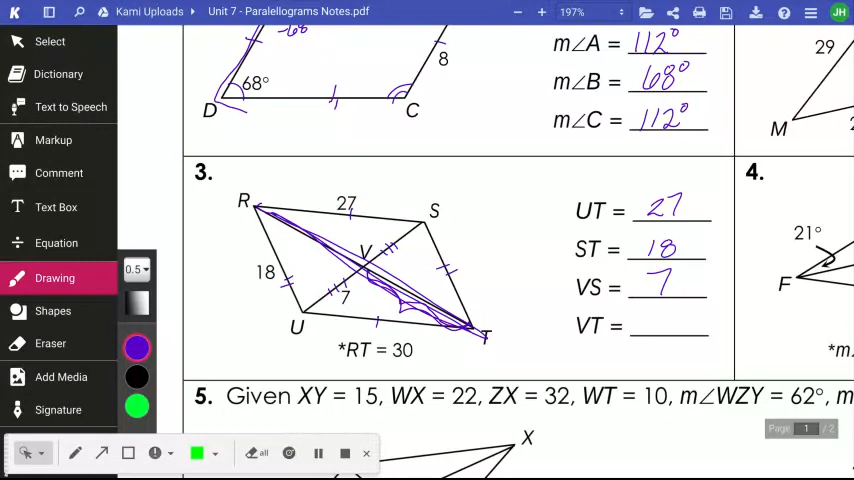 Kami Uploads > Unit 7 - Paralellograms Notes.pdf
197%
JH
Select
Dictionary
Text to Speech
Markup
Comment
Text Box
Equation
Drawing
Shapes
Eraser
Add Media
Signature
0.5
-68
68°
D
C
8
m∠A = 112°
m∠B = 68°
m∠C = 112°
29
M
3.
R
27
S
V
18
7
U
T
*RT = 30
UT = 27
ST = 18
VS = 7
VT =
4.
21°
F
*m
5. Given XY = 15, WX = 22, ZX = 32, WT = 10, m∠WZY = 62°, m
X
Page 1 / 2
all